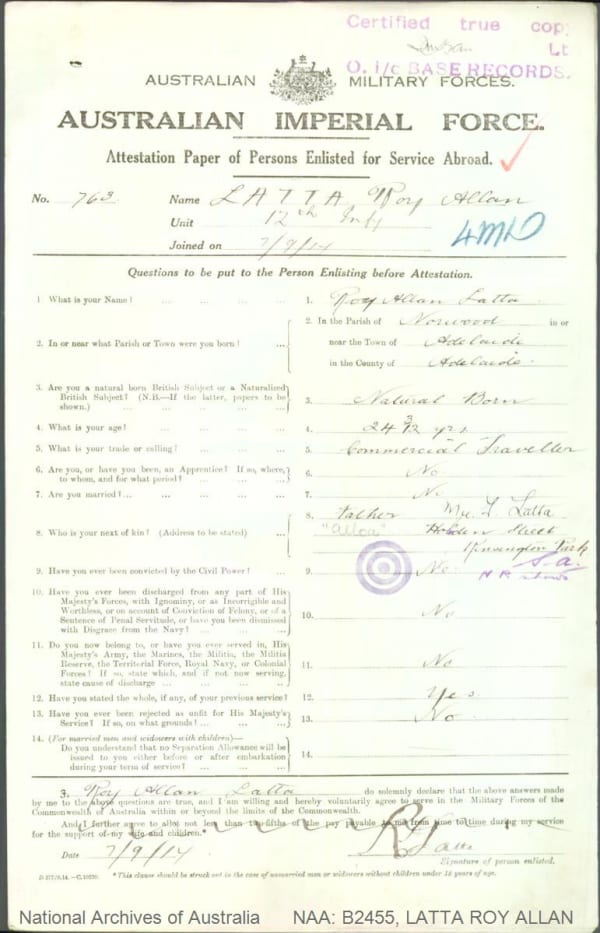 Certified true copy
Lt
O. i/c BASE RECORDS.
AUSTRALIAN MILITARY FORCES.
AUSTRALIAN IMPERIAL FORCE.
Attestation Paper of Persons Enlisted for Service Abroad.
No. 763 Name LATTA Roy Allan
Unit 12th Infy
Joined on 7/9/14
Questions to be put to the Person Enlisting before Attestation.
1 What is your Name? ... ... ... ... 1. Roy Allan Latta
2. In or near what Parish or Town were you born? ... 2. In the Parish of Norwood in or
near the Town of Adelaide
in the County of Adelaide.
3. Are you a natural born British Subject or a Naturalized
British Subject? (N.B.—If the latter, papers to be
shown.) ... ... ... ... 3. Natural Born
4. What is your age? ... ... ... ... 4. 24 3/12 yrs
5. What is your trade or calling? ... ... ... 5. Commercial Traveller
6. Are you, or have you been, an Apprentice? If so, where,
to whom, and for what period? ... ... ... 6. No
7. Are you married? ... ... ... ... 7. No
8. Who is your next of kin? (Address to be stated) ... 8. Father Latta
"Alloa" Street
Kensington Park
S.A.
9. Have you ever been convicted by the Civil Power? ... 9. No
10. Have you ever been discharged from any part of His
Majesty's Forces, with Ignominy, or as Incorrigible and
Worthless, or on account of Conviction of Felony, or of a
Sentence of Penal Servitude, or have you been dismissed
with Disgrace from the Navy? ... ... ... 10. No
11. Do you now belong to, or have you ever served in, His
Majesty's Army, the Marines, the Militia, the Militia
Reserve, the Territorial Force, Royal Navy, or Colonial
Forces? If so, state which, and if not now serving,
state cause of discharge ... ... ... 11. No
12. Have you stated the whole, if any, of your previous service? 12. Yes
13. Have you ever been rejected as unfit for His Majesty's
Service? If so, on what grounds? ... ... 13. No
14. (For married men and widowers with children)—
Do you understand that no Separation Allowance will be
issued to you either before or after embarkation
during your term of service? ... ... ... 14.
I, Roy Allan Latta do solemnly declare that the above answers made
by me to the above questions are true, and I am willing and hereby voluntarily agree to serve in the Military Forces of the
Commonwealth of Australia within or beyond the limits of the Commonwealth.
And I further agree to allot not less than two-fifths of the pay payable to me from time to time during my service
for the support of my wife and children.
Date 7/9/14 R A Latta
Signature of person enlisted.
*This clause should be struck out in the case of unmarried men or widowers without children under 18 years of age.
National Archives of Australia NAA: B2455, LATTA ROY ALLAN